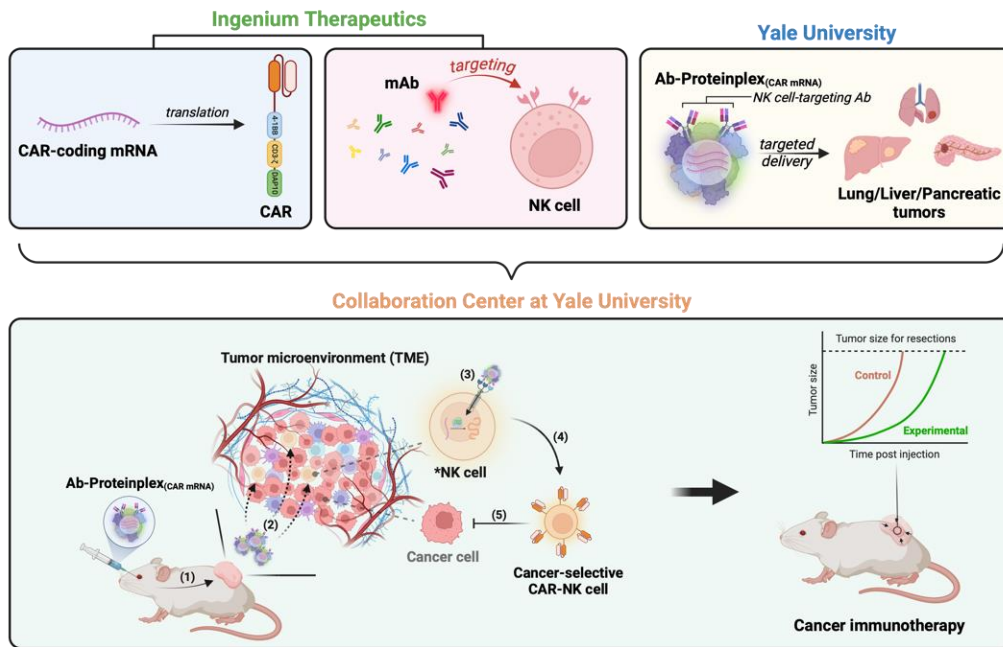 Ingenium Therapeutics
Yale University
CAR-coding mRNA
translation
4-1BB
CD3-ζ
DAP10
CAR
mAb
targeting
NK cell
Ab-Proteinplex(CAR mRNA)
NK cell-targeting Ab
targeted
delivery
Lung/Liver/Pancreatic
tumors
Collaboration Center at Yale University
Tumor microenvironment (TME)
Ab-Proteinplex(CAR mRNA)
(1)
(2)
(3)
*NK cell
(4)
(5)
Cancer cell
Cancer-selective
CAR-NK cell
Tumor size for resections
Control
Experimental
Tumor size
Time post injection
Cancer immunotherapy